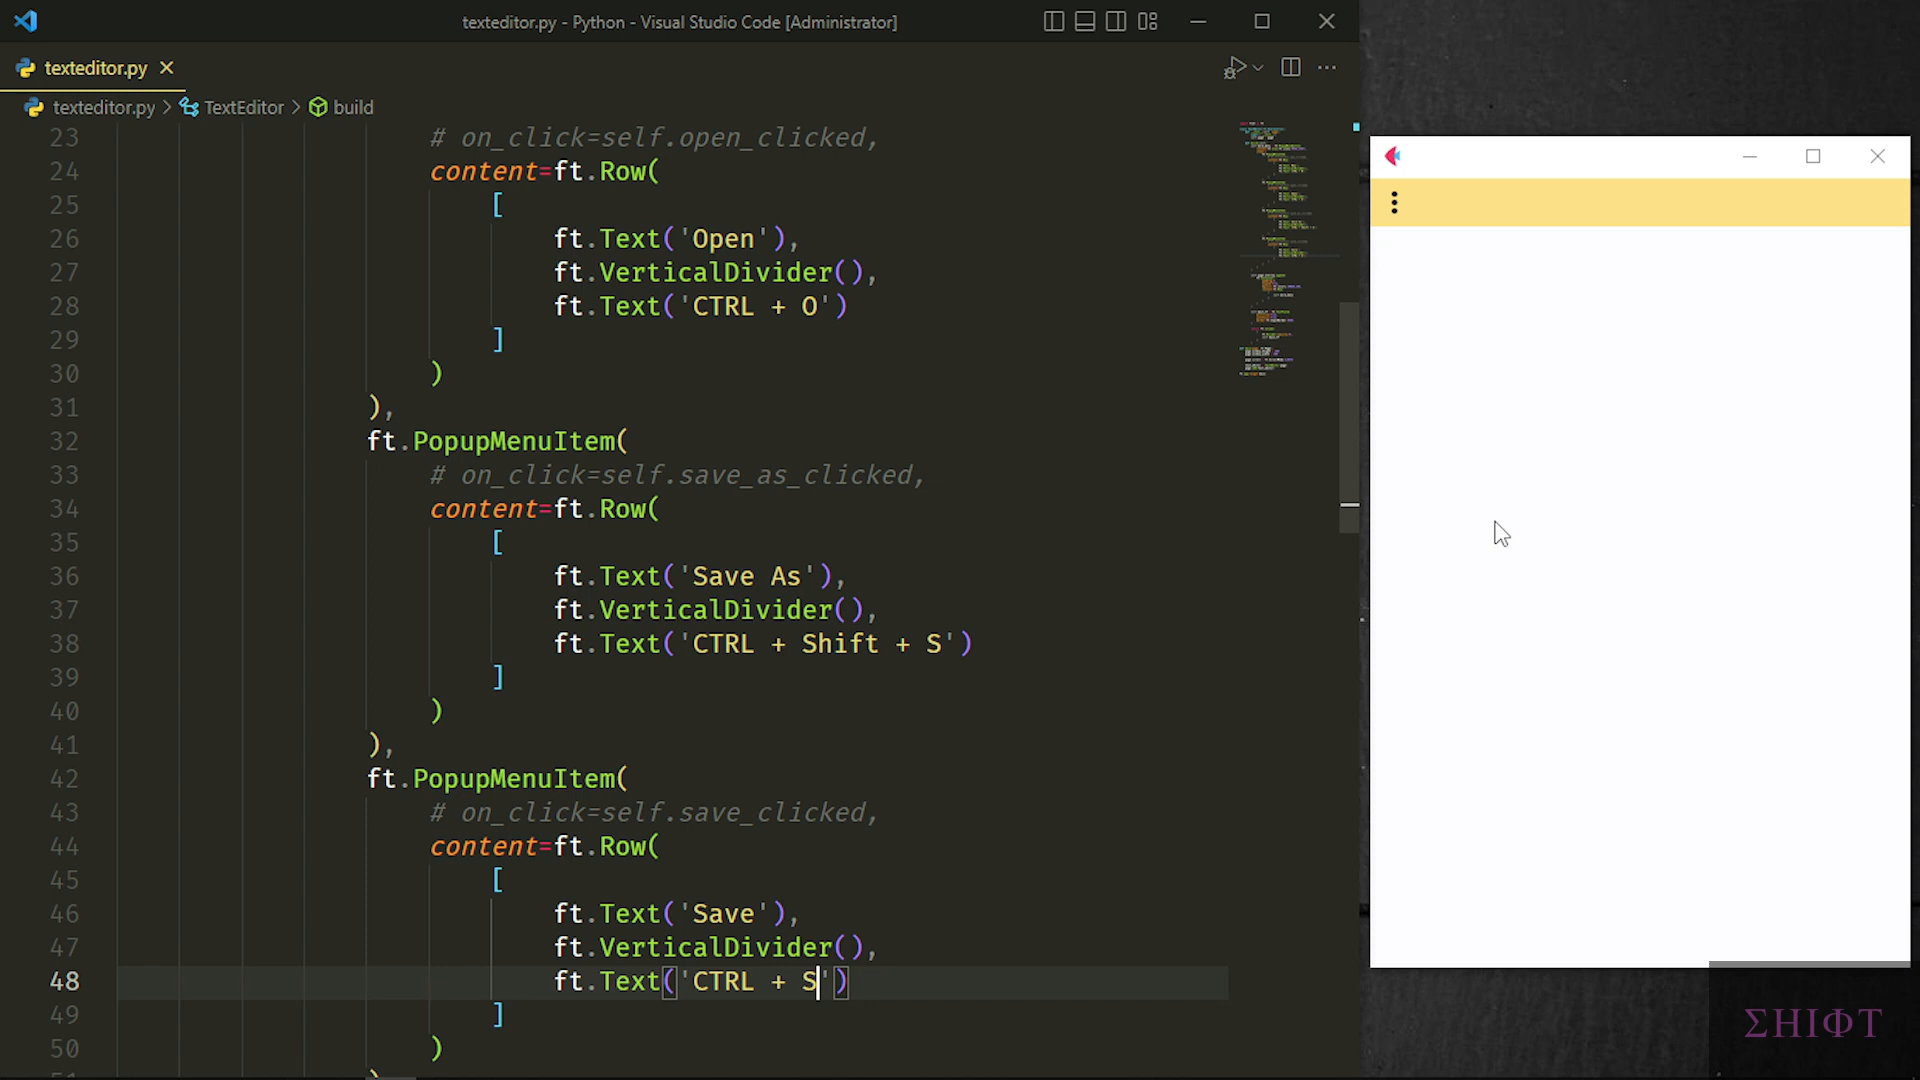 texteditor.py - Python - Visual Studio Code [Administrator]
texteditor.py
texteditor.py > TextEditor > build
23 # on_click=self.open_clicked,
24 content=ft.Row(
25 [
26 ft.Text('Open'),
27 ft.VerticalDivider(),
28 ft.Text('CTRL + O')
29 ]
30 )
31 ),
32 ft.PopupMenuItem(
33 # on_click=self.save_as_clicked,
34 content=ft.Row(
35 [
36 ft.Text('Save As'),
37 ft.VerticalDivider(),
38 ft.Text('CTRL + Shift + S')
39 ]
40 )
41 ),
42 ft.PopupMenuItem(
43 # on_click=self.save_clicked,
44 content=ft.Row(
45 [
46 ft.Text('Save'),
47 ft.VerticalDivider(),
48 ft.Text('CTRL + S')
49 ]
50 )
ΣHIΦT